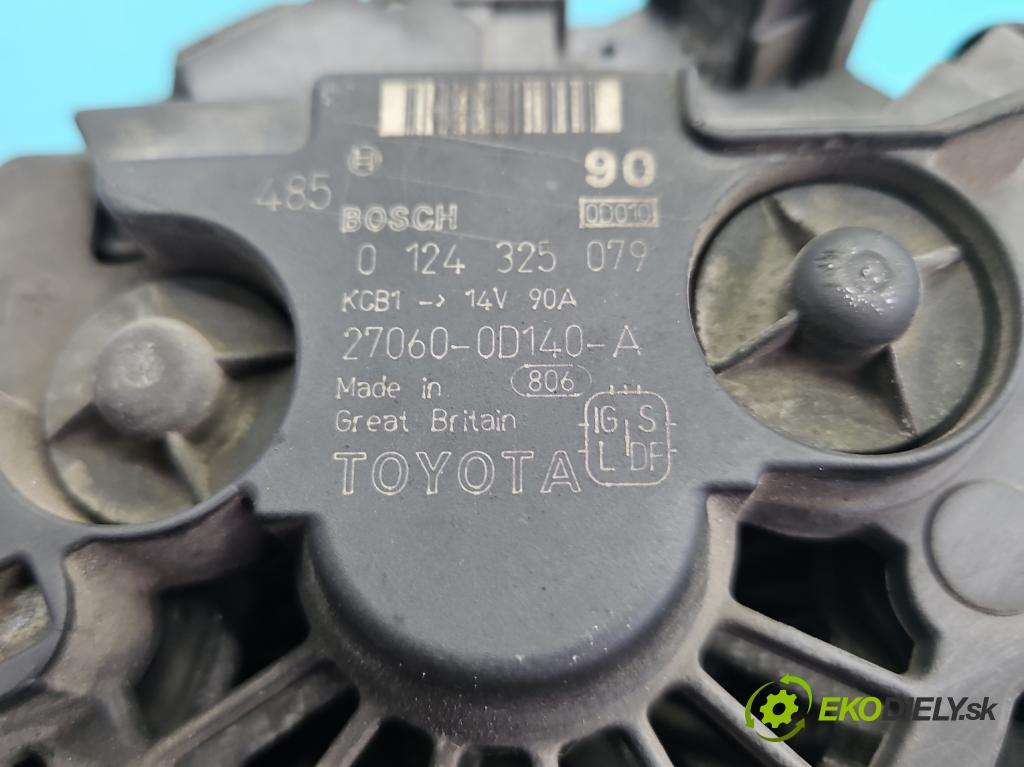 90
485
BOSCH 0D010
0 124 325 079
KCB1 -> 14V 90A
27060-0D140-A
Made in 806
Great Britain
IG S
L DF
TOYOTA
EKODIELY.sk